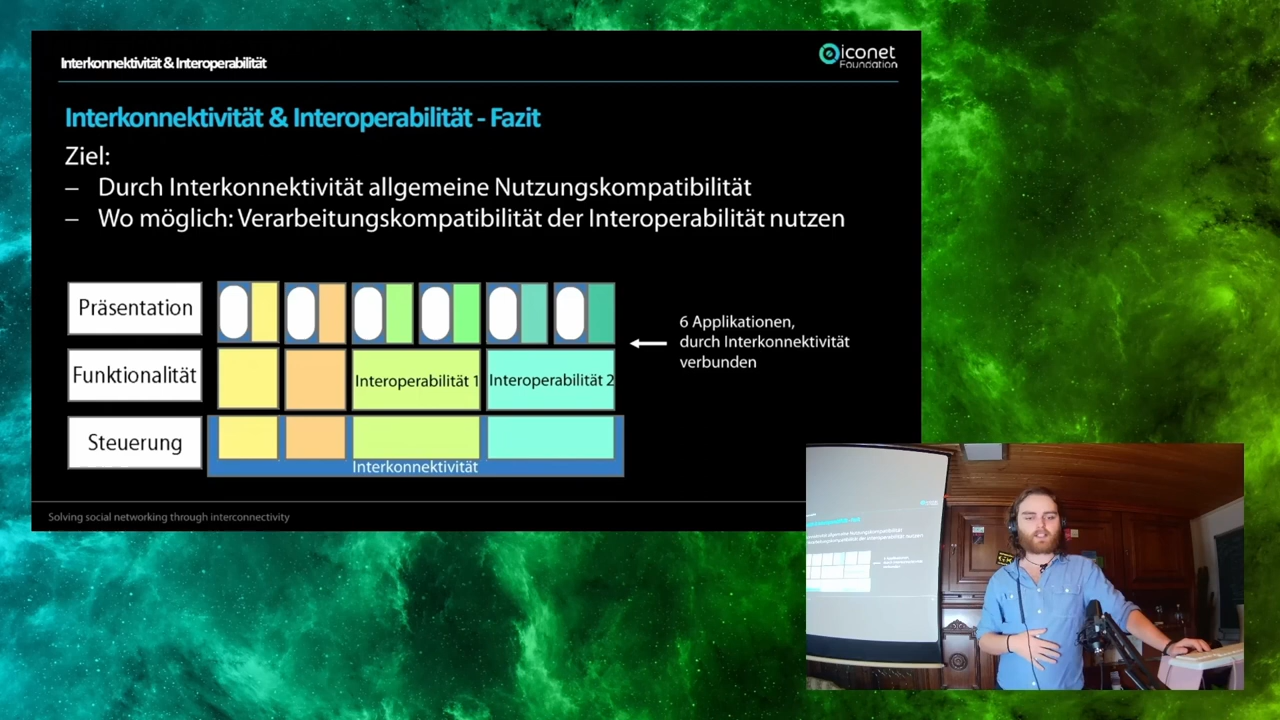 Interkonnektivität & Interoperabilität
iconet
Foundation
Interkonnektivität & Interoperabilität - Fazit
Ziel:
– Durch Interkonnektivität allgemeine Nutzungskompatibilität
– Wo möglich: Verarbeitungskompatibilität der Interoperabilität nutzen
Präsentation
6 Applikationen,
durch Interkonnektivität
verbunden
Funktionalität
Interoperabilität 1
Interoperabilität 2
Steuerung
Interkonnektivität
Solving social networking through interconnectivity